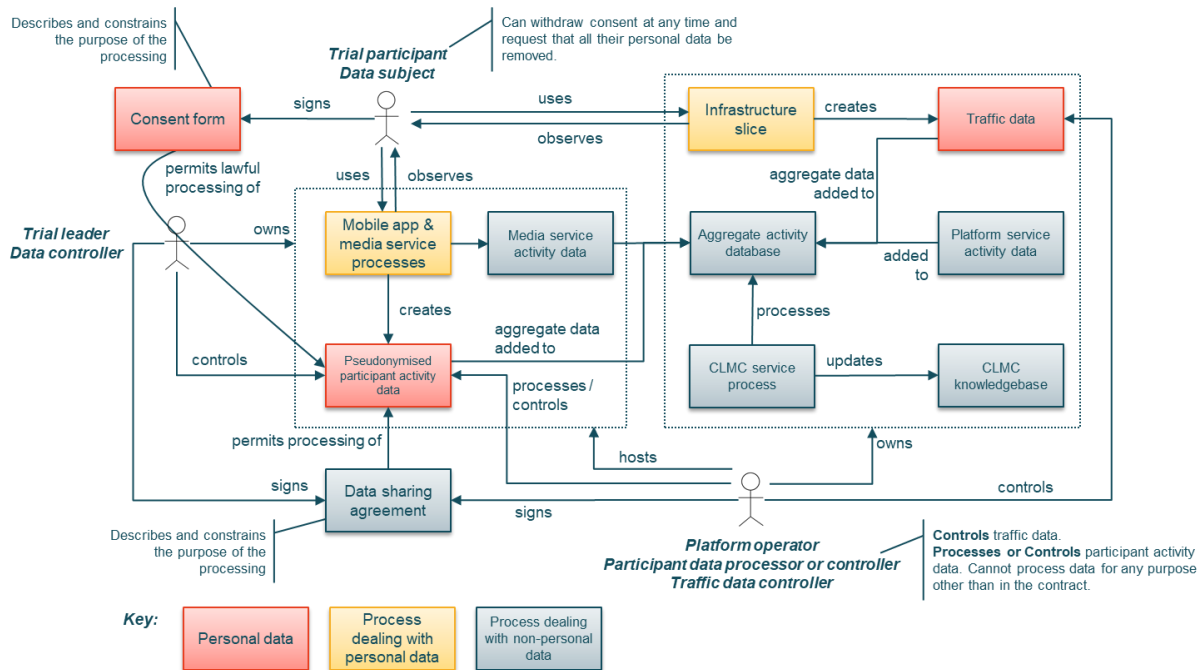 Describes and constrains
the purpose of the
processing
Can withdraw consent at any time and
request that all their personal data be
removed.
Trial participant
Data subject
Consent form
signs
uses
observes
Infrastructure
slice
creates
Traffic data
permits lawful
processing of
uses
observes
aggregate data
added to
Trial leader
Data controller
owns
Mobile app &
media service
processes
Media service
activity data
Aggregate activity
database
Platform service
activity data
added
to
creates
processes
aggregate data
added to
controls
Pseudonymised
participant activity
data
CLMC service
process
updates
CLMC
knowledgebase
processes /
controls
permits processing of
owns
hosts
signs
Data sharing
agreement
signs
controls
Describes and constrains
the purpose of the
processing
Platform operator
Participant data processor or controller
Traffic data controller
Controls traffic data.
Processes or Controls participant activity
data. Cannot process data for any purpose
other than in the contract.
Key:
Personal data
Process
dealing with
personal data
Process dealing
with non-personal
data